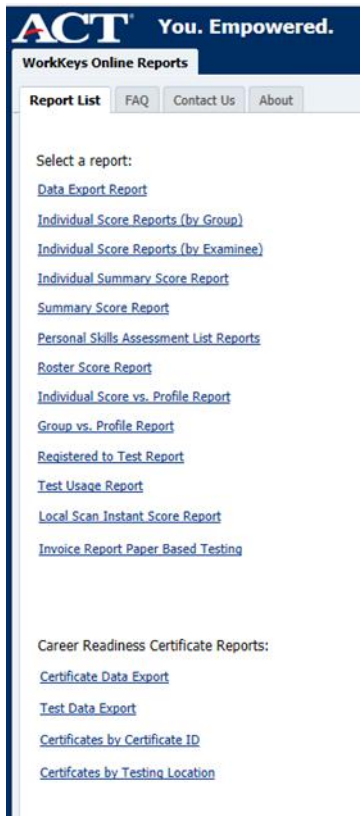 ACT® You. Empowered.
WorkKeys Online Reports
Report List FAQ Contact Us About
Select a report:
Data Export Report
Individual Score Reports (by Group)
Individual Score Reports (by Examinee)
Individual Summary Score Report
Summary Score Report
Personal Skills Assessment List Reports
Roster Score Report
Individual Score vs. Profile Report
Group vs. Profile Report
Registered to Test Report
Test Usage Report
Local Scan Instant Score Report
Invoice Report Paper Based Testing
Career Readiness Certificate Reports:
Certificate Data Export
Test Data Export
Certificates by Certificate ID
Certifcates by Testing Location